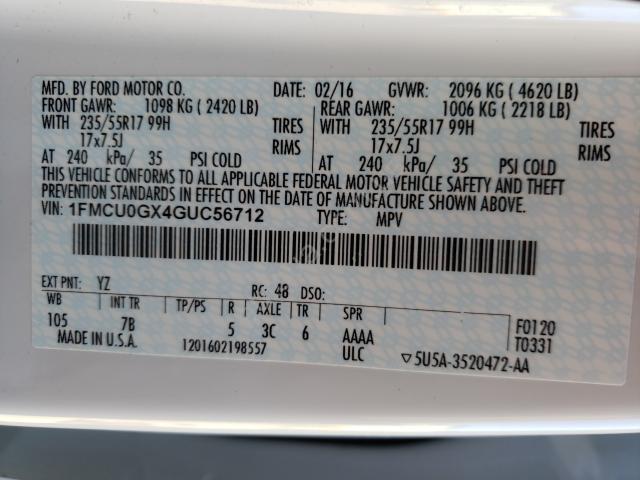 MFD. BY FORD MOTOR CO. DATE: 02/16 GVWR: 2096 KG ( 4620 LB)
FRONT GAWR: 1098 KG ( 2420 LB) REAR GAWR: 1006 KG ( 2218 LB)
WITH 235/55R17 99H TIRES WITH 235/55R17 99H TIRES
17x7.5J RIMS 17x7.5J RIMS
AT 240 kPa/ 35 PSI COLD AT 240 kPa/ 35 PSI COLD
THIS VEHICLE CONFORMS TO ALL APPLICABLE FEDERAL MOTOR VEHICLE SAFETY AND THEFT
PREVENTION STANDARDS IN EFFECT ON THE DATE OF MANUFACTURE SHOWN ABOVE.
VIN: 1FMCU0GX4GUC56712 TYPE: MPV
EXT PNT: YZ RC: 48 DSO:
WB INT TR TP/PS R AXLE TR SPR
105 7B 5 3C 6 AAAA F0120
MADE IN U.S.A. 1201602198557 ULC T0331
▽5U5A-3520472-AA